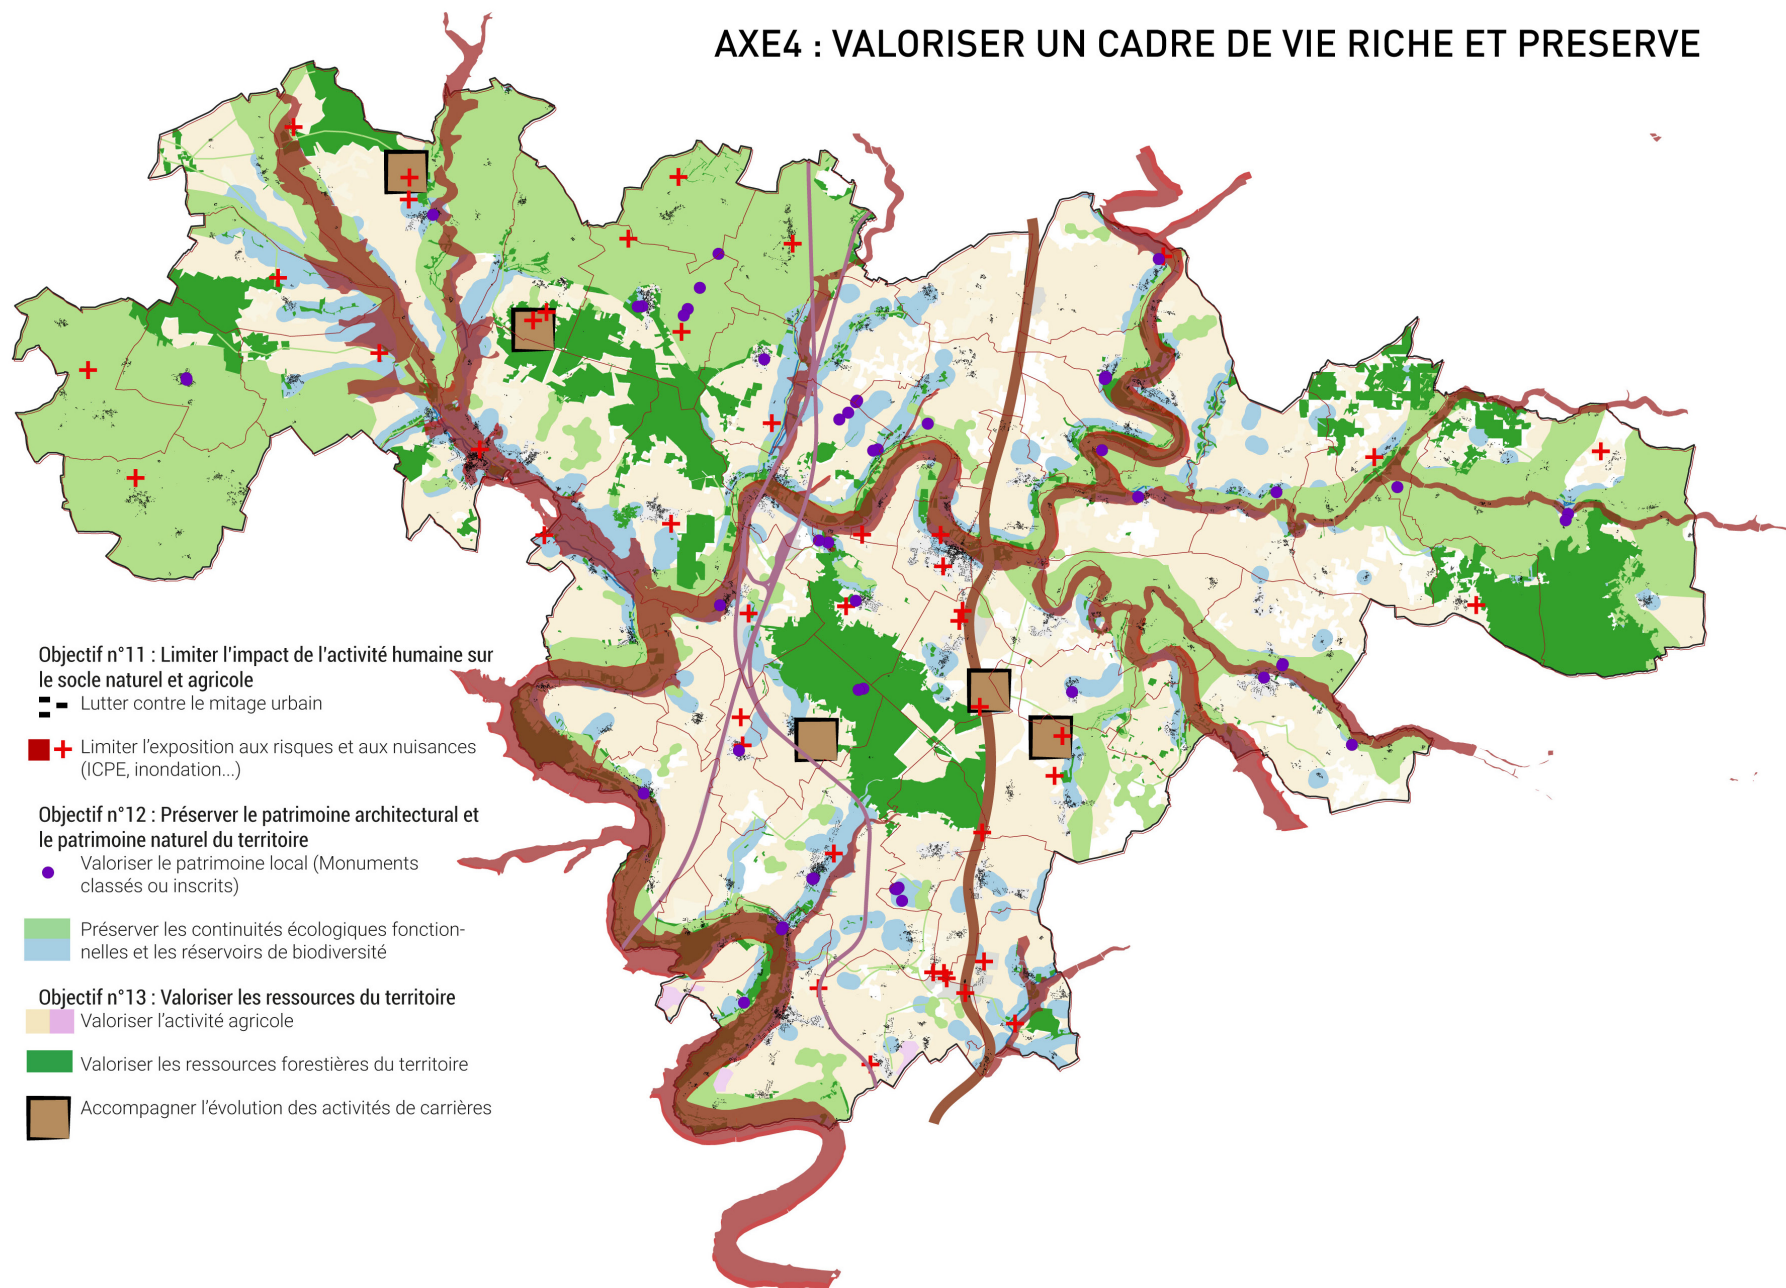 AXE4 : VALORISER UN CADRE DE VIE RICHE ET PRESERVE
Objectif n°11 : Limiter l'impact de l'activité humaine sur
le socle naturel et agricole
Lutter contre le mitage urbain
Limiter l'exposition aux risques et aux nuisances
(ICPE, inondation...)
Objectif n°12 : Préserver le patrimoine architectural et
le patrimoine naturel du territoire
Valoriser le patrimoine local (Monuments
classés ou inscrits)
Préserver les continuités écologiques fonction-
nelles et les réservoirs de biodiversité
Objectif n°13 : Valoriser les ressources du territoire
Valoriser l'activité agricole
Valoriser les ressources forestières du territoire
Accompagner l'évolution des activités de carrières